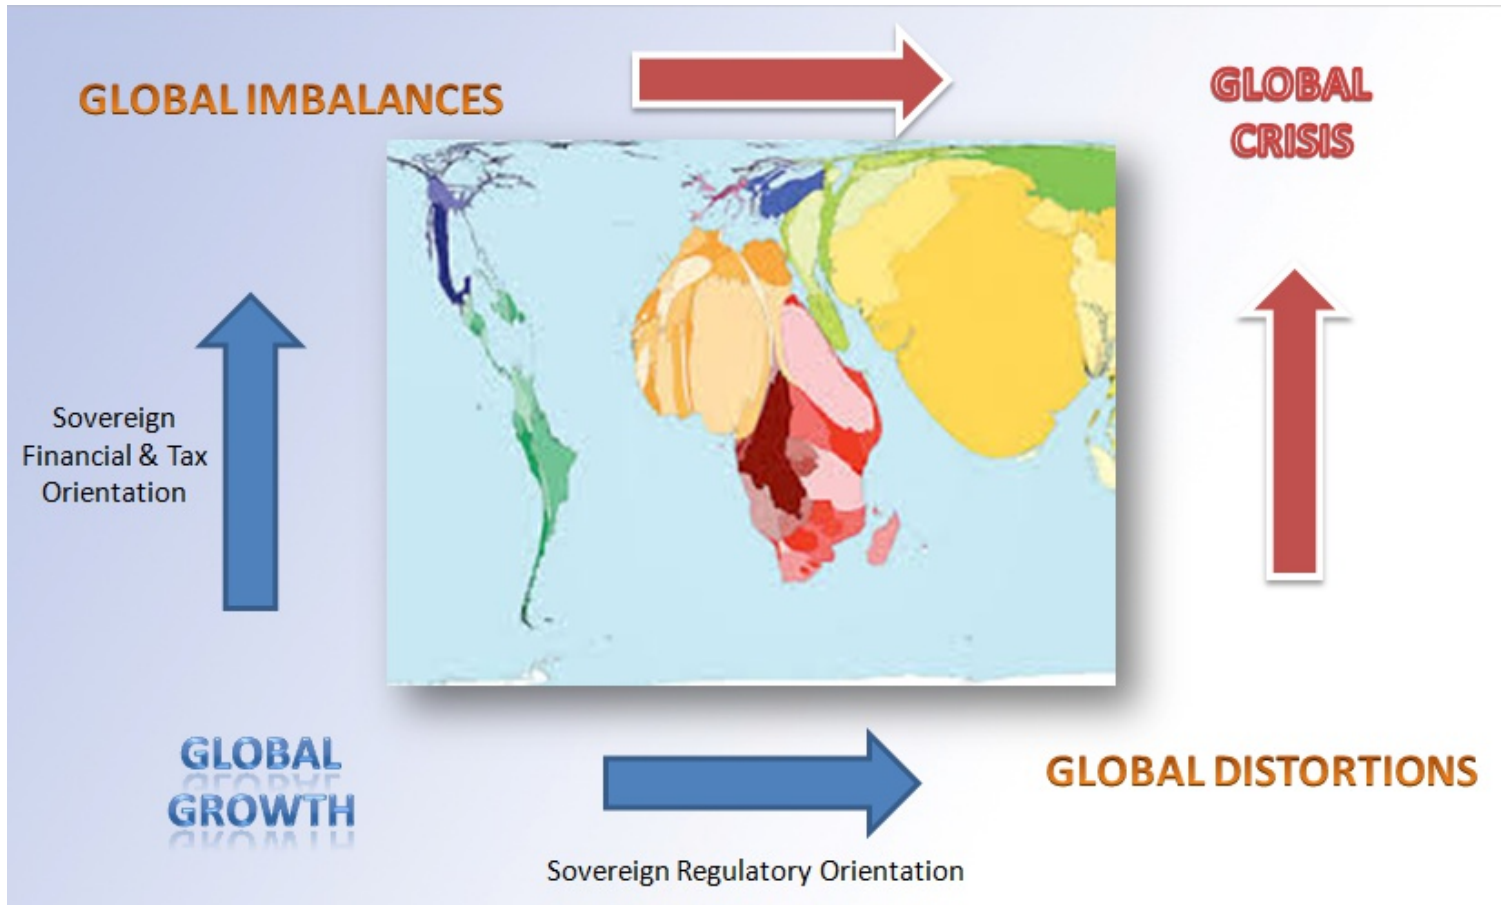 GLOBAL IMBALANCES
GLOBAL
CRISIS
Sovereign
Financial & Tax
Orientation
GLOBAL
GROWTH
GLOBAL DISTORTIONS
Sovereign Regulatory Orientation